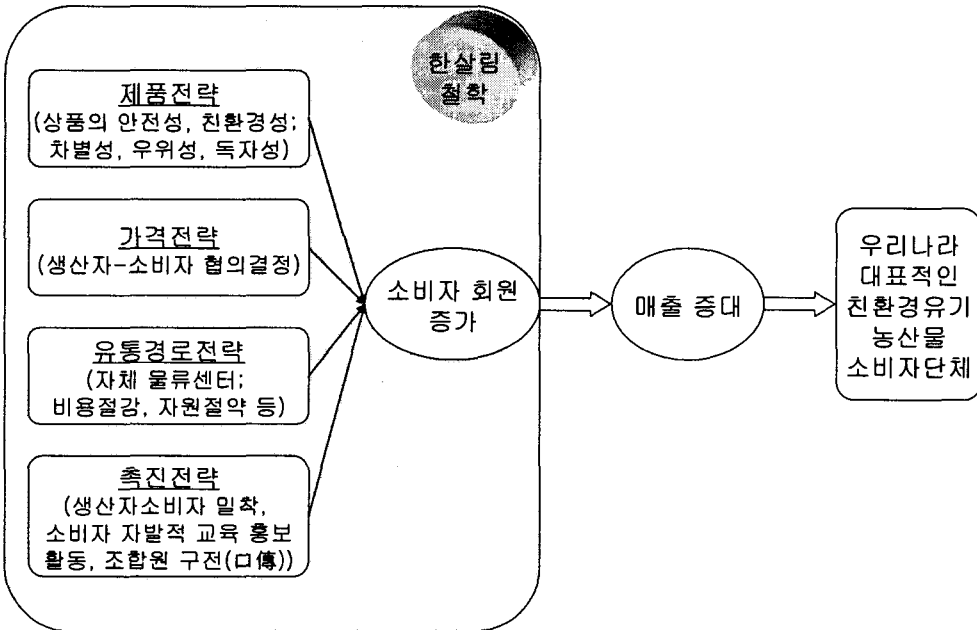 한살림
철학
제품전략
(상품의 안전성, 친환경성;
차별성, 우위성, 독자성)
가격전략
(생산자-소비자 협의결정)
유통경로전략
(자체 물류센터;
비용절감, 자원절약 등)
촉진전략
(생산자소비자 밀착,
소비자 자발적 교육 홍보
활동, 조합원 구전(口傳))
소비자 회원
증가
매출 증대
우리나라
대표적인
친환경유기
농산물
소비자단체